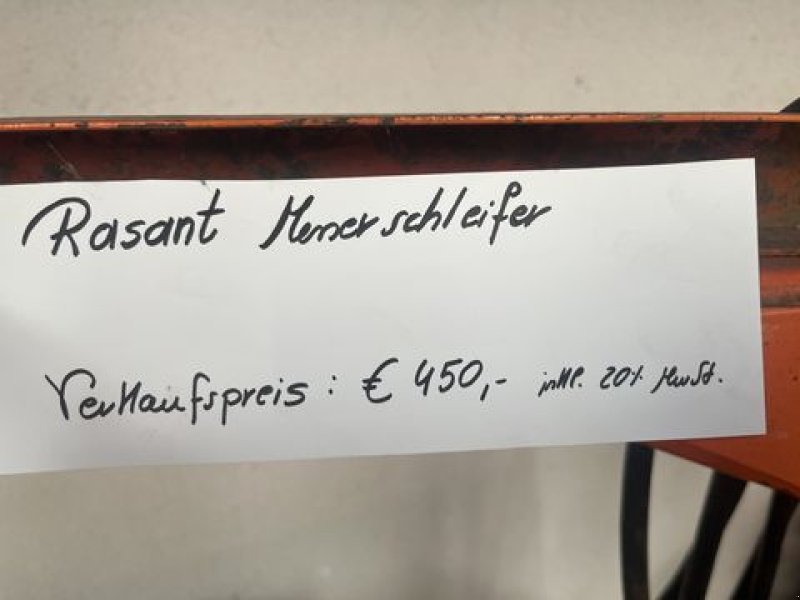 Rasant Messerschleifer
Verkaufspreis: € 450,- inkl. 20% MwSt.